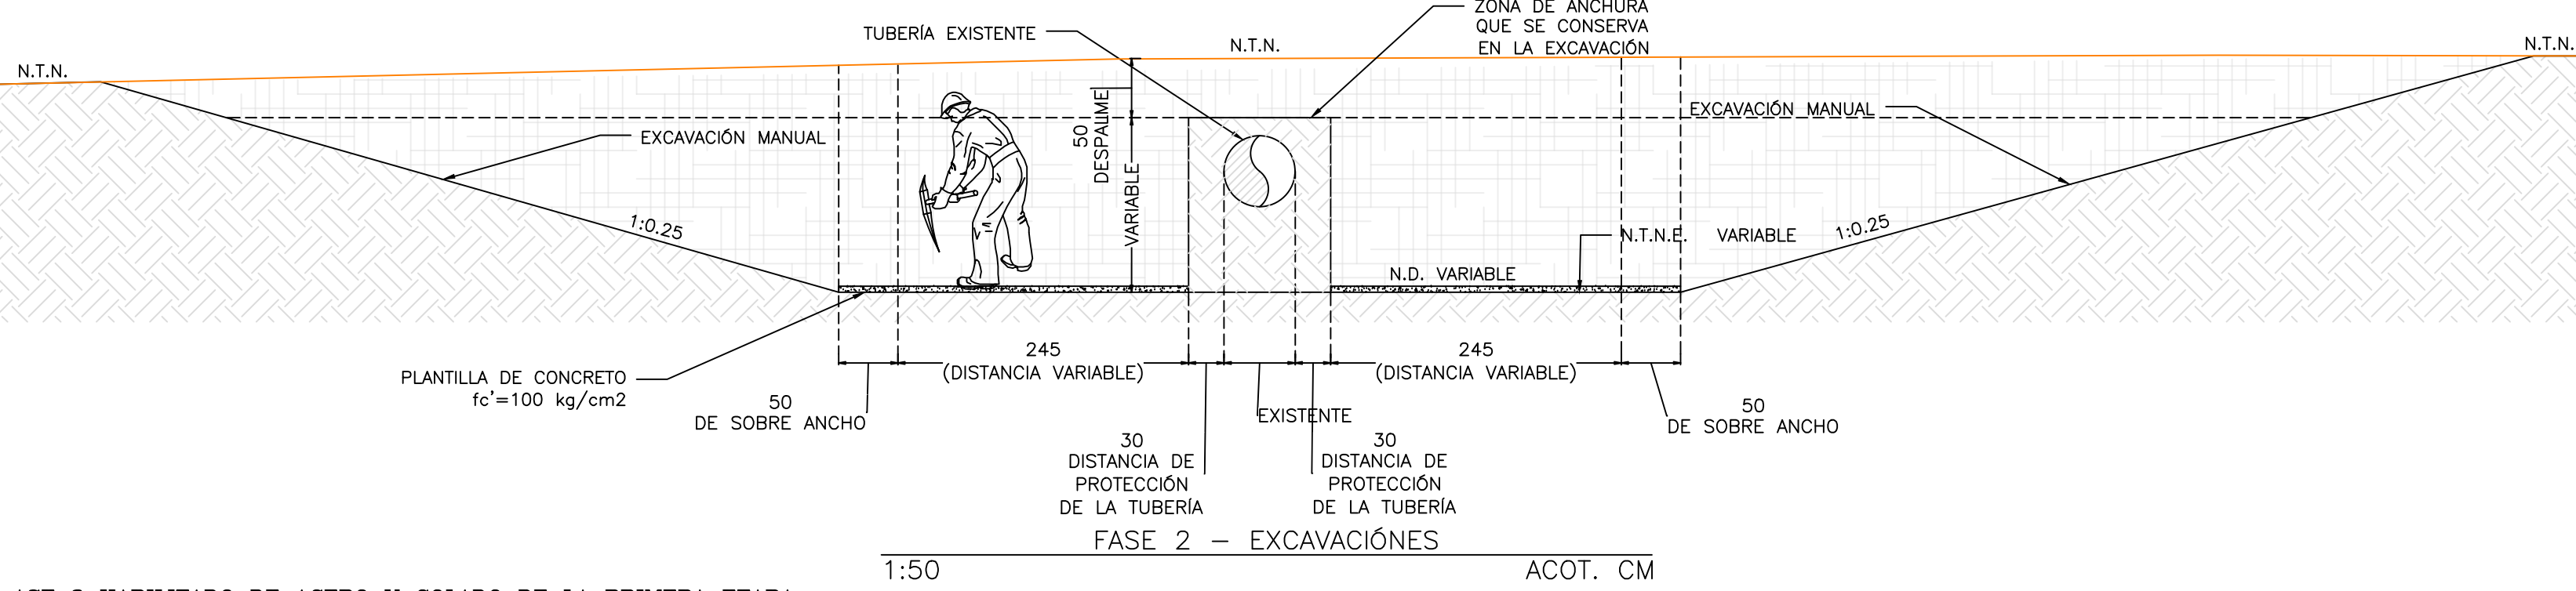 ZONA DE ANCHURA
QUE SE CONSERVA
EN LA EXCAVACIÓN
TUBERÍA EXISTENTE
N.T.N.
N.T.N.
N.T.N.
EXCAVACIÓN MANUAL
EXCAVACIÓN MANUAL
50
DESPALME
VARIABLE
1:0.25
1:0.25
N.T.N.E. VARIABLE
N.D. VARIABLE
245
(DISTANCIA VARIABLE)
245
(DISTANCIA VARIABLE)
PLANTILLA DE CONCRETO
fc'=100 kg/cm2
50
DE SOBRE ANCHO
EXISTENTE
50
DE SOBRE ANCHO
30
DISTANCIA DE
PROTECCIÓN
DE LA TUBERÍA
30
DISTANCIA DE
PROTECCIÓN
DE LA TUBERÍA
FASE 2 - EXCAVACIÓNES
1:50
ACOT. CM